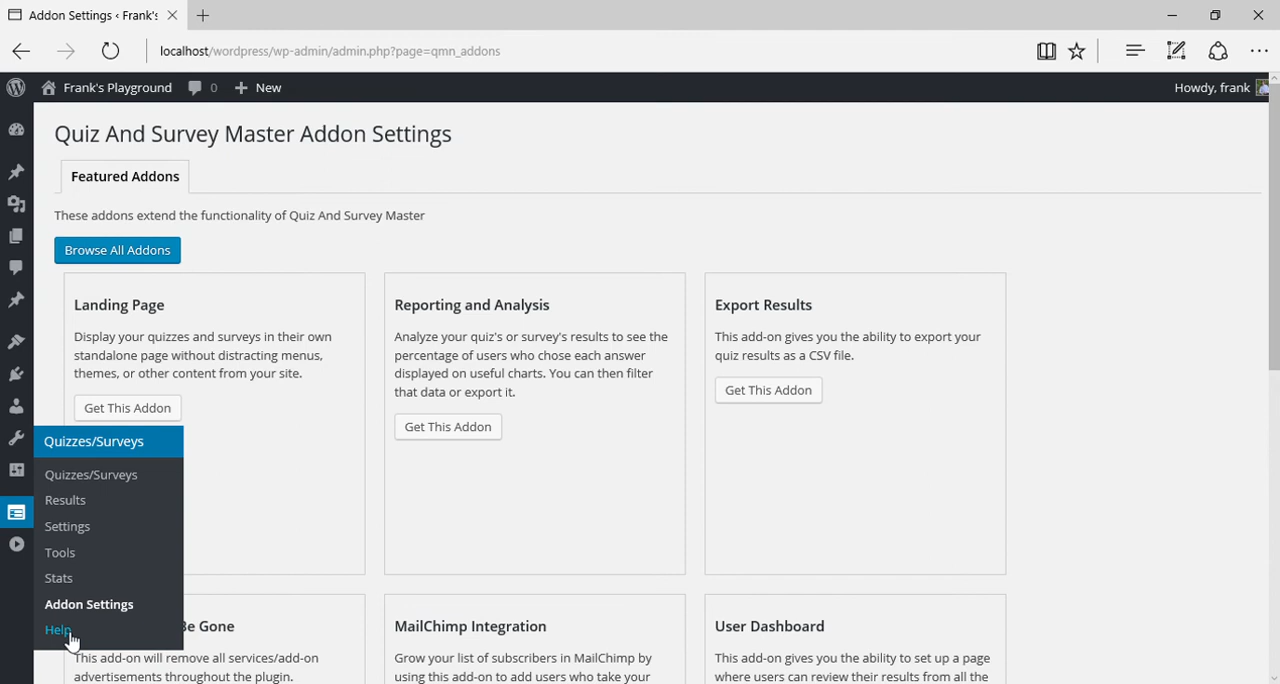 Addon Settings ‹ Frank's
localhost/wordpress/wp-admin/admin.php?page=qmn_addons
Frank's Playground 0 + New Howdy, frank
Quiz And Survey Master Addon Settings
Featured Addons
These addons extend the functionality of Quiz And Survey Master
Browse All Addons
Landing Page
Display your quizzes and surveys in their own
standalone page without distracting menus,
themes, or other content from your site.
Get This Addon
Reporting and Analysis
Analyze your quiz's or survey's results to see the
percentage of users who chose each answer
displayed on useful charts. You can then filter
that data or export it.
Get This Addon
Export Results
This add-on gives you the ability to export your
quiz results as a CSV file.
Get This Addon
Quizzes/Surveys
Quizzes/Surveys
Results
Settings
Tools
Stats
Addon Settings
Help
Be Gone
This add-on will remove all services/add-on
advertisements throughout the plugin.
MailChimp Integration
Grow your list of subscribers in MailChimp by
using this add-on to add users who take your
User Dashboard
This add-on gives you the ability to set up a page
where users can review their results from all the